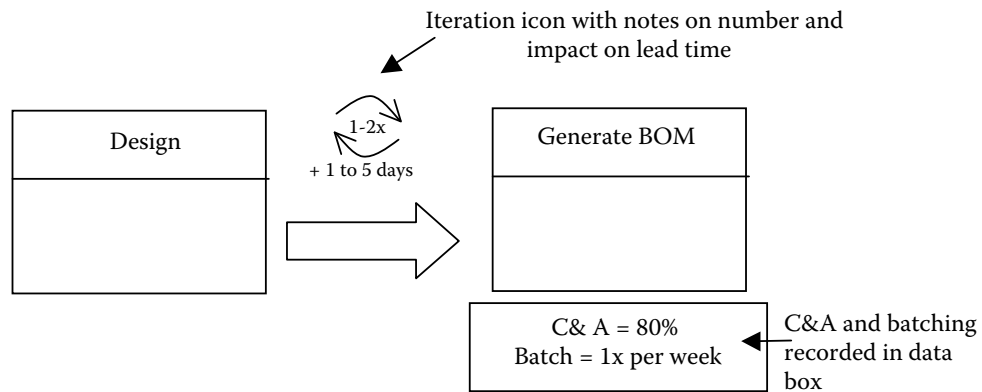 Iteration icon with notes on number and
impact on lead time
Design
1-2x
+ 1 to 5 days
Generate BOM
C& A = 80%
Batch = 1x per week
C&A and batching
recorded in data
box